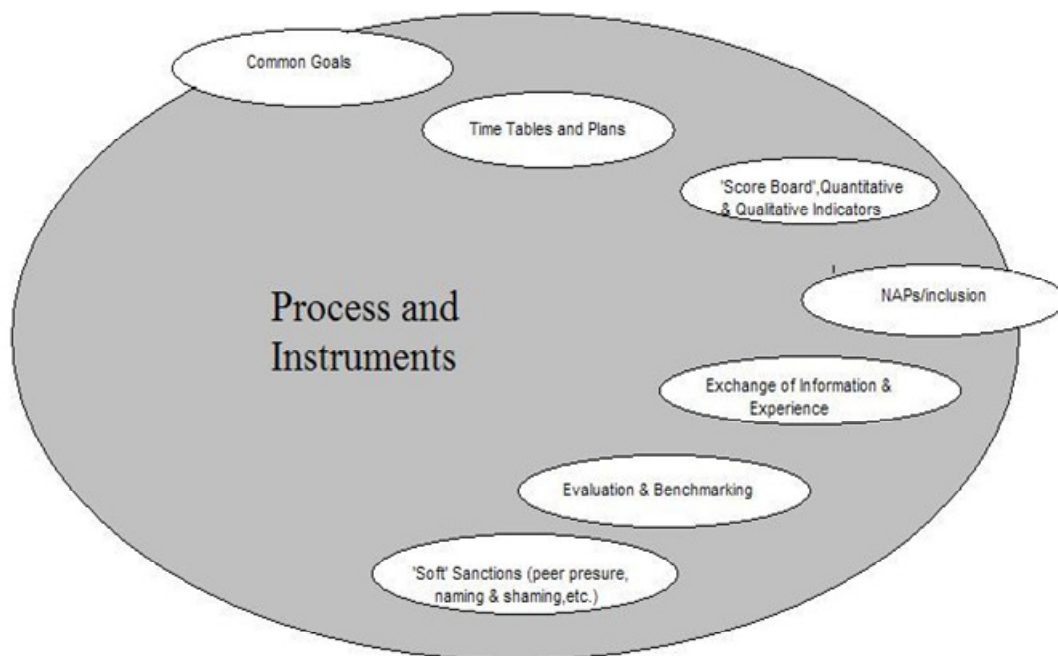 Common Goals
Time Tables and Plans
'Score Board',Quantitative
& Qualitative Indicators
NAPs/inclusion
Process and
Instruments
Exchange of Information &
Experience
Evaluation & Benchmarking
'Soft' Sanctions (peer presure,
naming & shaming,etc.)